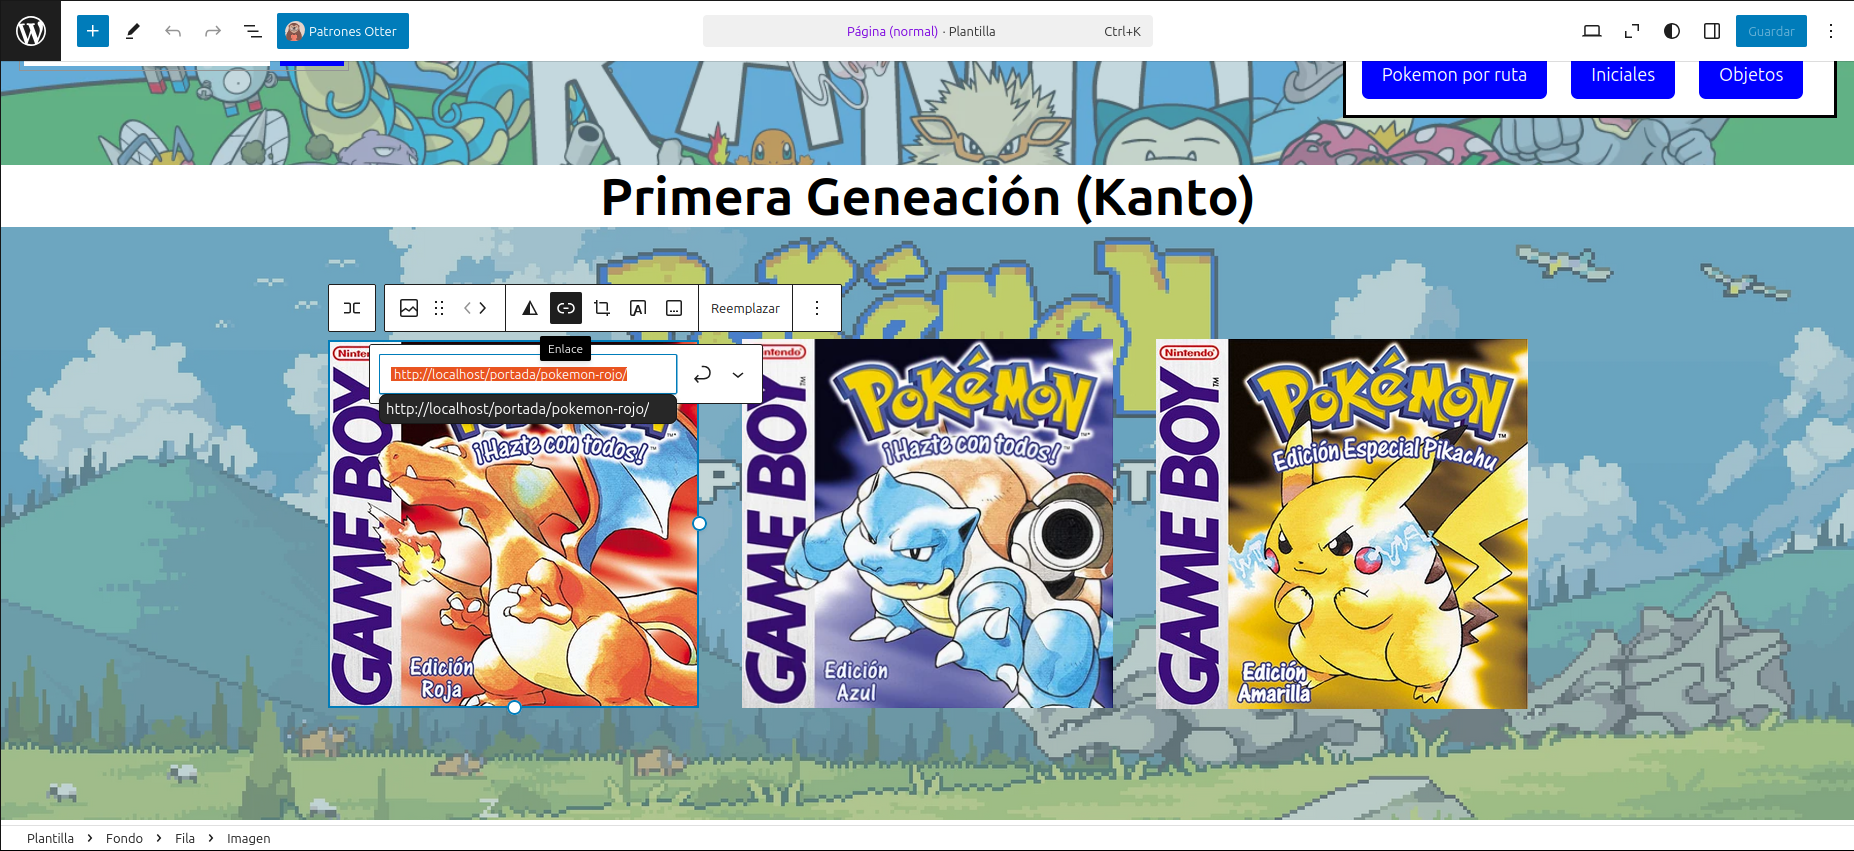 Patrones Otter
Página (normal) · Plantilla
Ctrl+K
Guardar
Pokemon por ruta
Iniciales
Objetos
Primera Geneación (Kanto)
Reemplazar
Enlace
http://localhost/portada/pokemon-rojo/
http://localhost/portada/pokemon-rojo/
GAME BOY
¡Hazte con todos!
Edición
Roja
Nintendo
GAME BOY
POKéMON
¡Hazte con todos!
Edición
Azul
Nintendo
GAME BOY
POKéMON
Edición Especial Pikachu
Edición
Amarilla
Plantilla > Fondo > Fila > Imagen